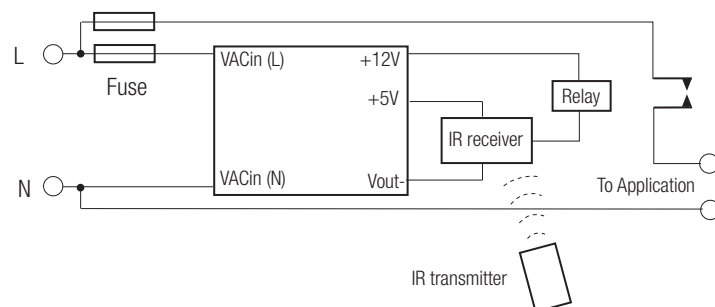 L
Fuse
VACin (L)
+12V
+5V
Relay
IR receiver
N
VACin (N)
Vout-
To Application
IR transmitter